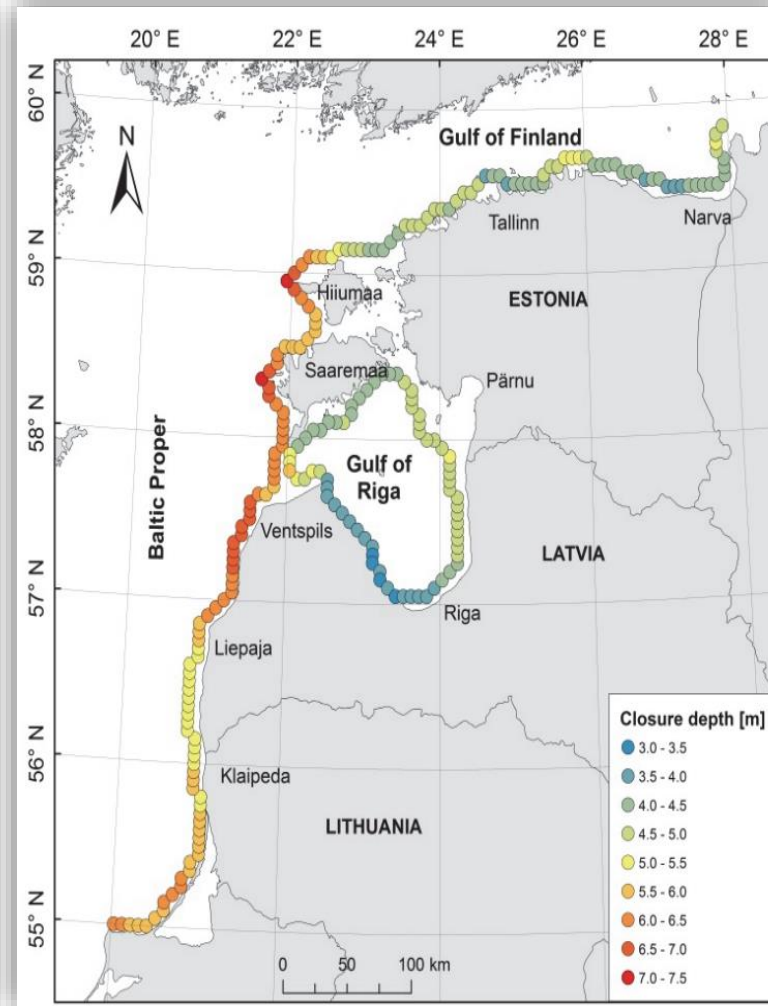 20° E 22° E 24° E 26° E 28° E
60° N
59° N
58° N
57° N
56° N
55° N
N
Gulf of Finland
Tallinn
Narva
Hiiumaa
ESTONIA
Saaremaa
Pärnu
Baltic Proper
Gulf of
Riga
Ventspils
LATVIA
Riga
Liepaja
Klaipeda
LITHUANIA
Closure depth [m]
3.0 - 3.5
3.5 - 4.0
4.0 - 4.5
4.5 - 5.0
5.0 - 5.5
5.5 - 6.0
6.0 - 6.5
6.5 - 7.0
7.0 - 7.5
0 50 100 km